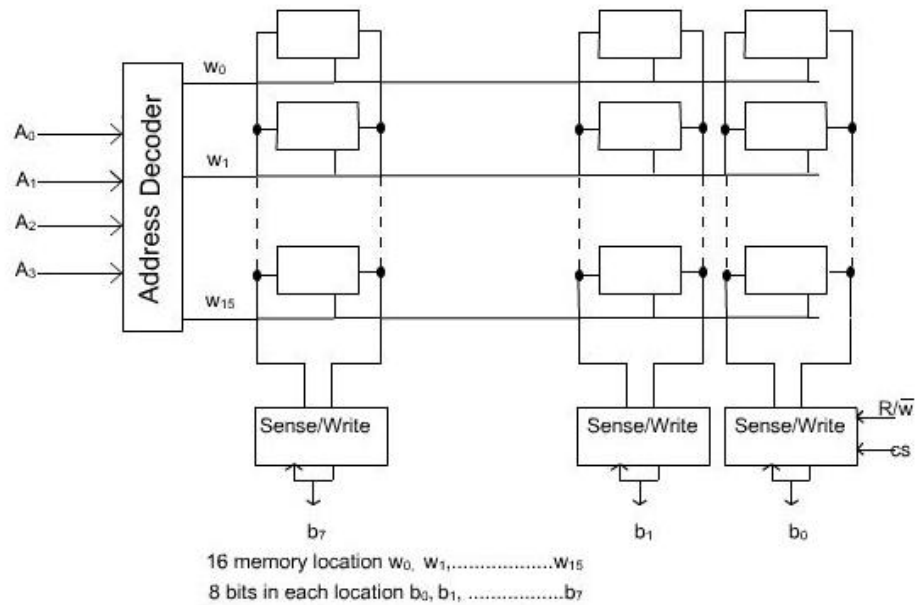 w₀
A₀
Address Decoder
w₁
A₁
A₂
A₃
w₁₅
Sense/Write
Sense/Write
Sense/Write
R/w̅
cs
b₇
b₁
b₀
16 memory location w₀, w₁,..................w₁₅
8 bits in each location b₀, b₁, ..................b₇